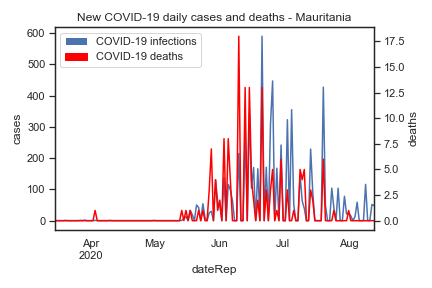 New COVID-19 daily cases and deaths - Mauritania
COVID-19 infections
COVID-19 deaths
600
500
400
300
200
100
0
cases
17.5
15.0
12.5
10.0
7.5
5.0
2.5
0.0
deaths
Apr
2020
May
Jun
Jul
Aug
dateRep